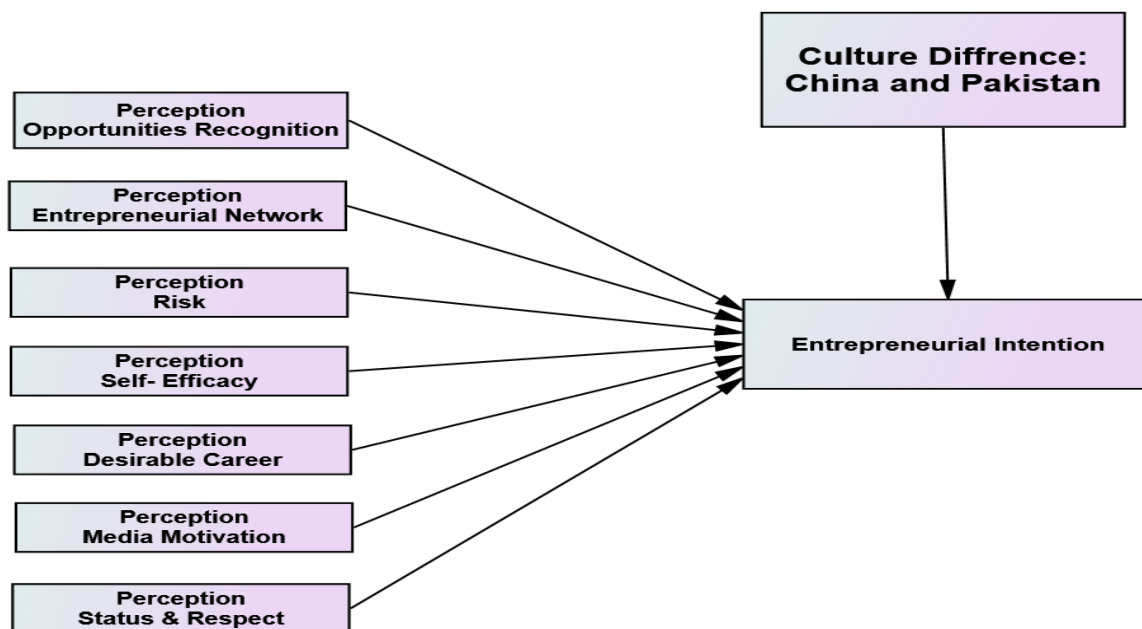 Culture Diffrence:
China and Pakistan
Perception
Opportunities Recognition
Perception
Entrepreneurial Network
Perception
Risk
Perception
Self- Efficacy
Perception
Desirable Career
Perception
Media Motivation
Perception
Status & Respect
Entrepreneurial Intention